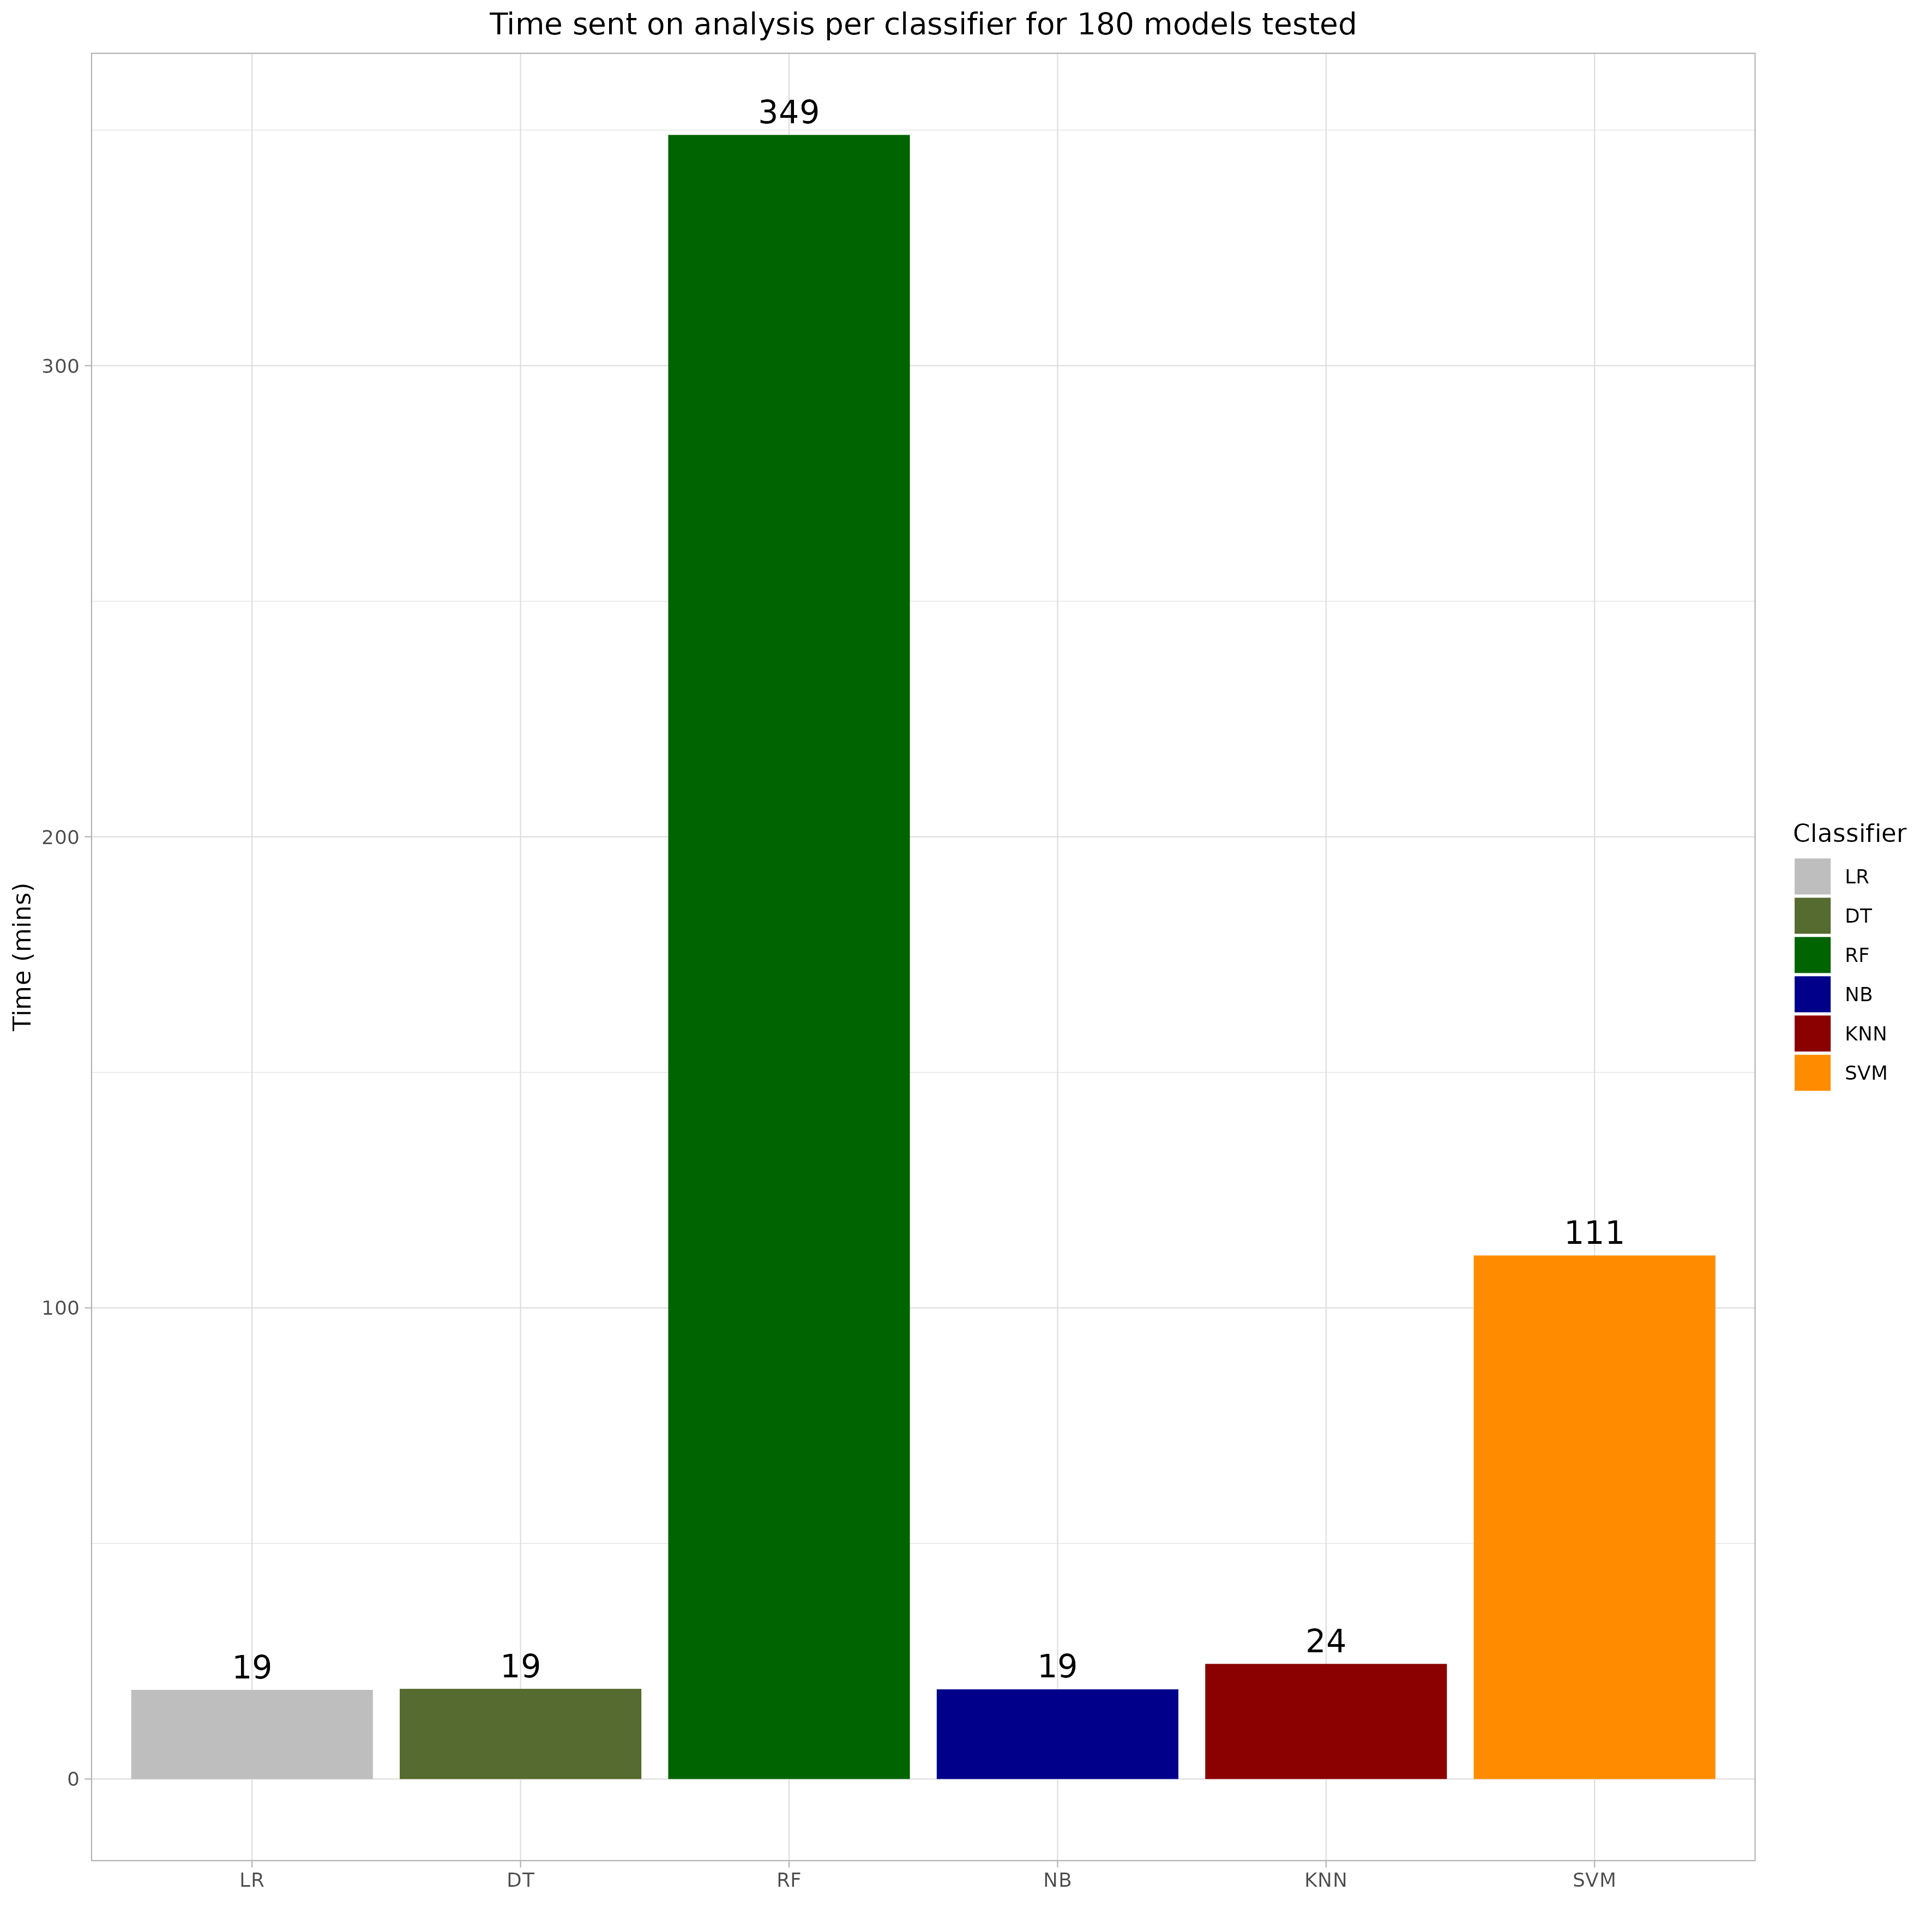 Time sent on analysis per classifier for 180 models tested
349
300
200
Time (mins)
111
100
24
19
19
19
0
LR
DT
RF
NB
KNN
SVM
Classifier
LR
DT
RF
NB
KNN
SVM